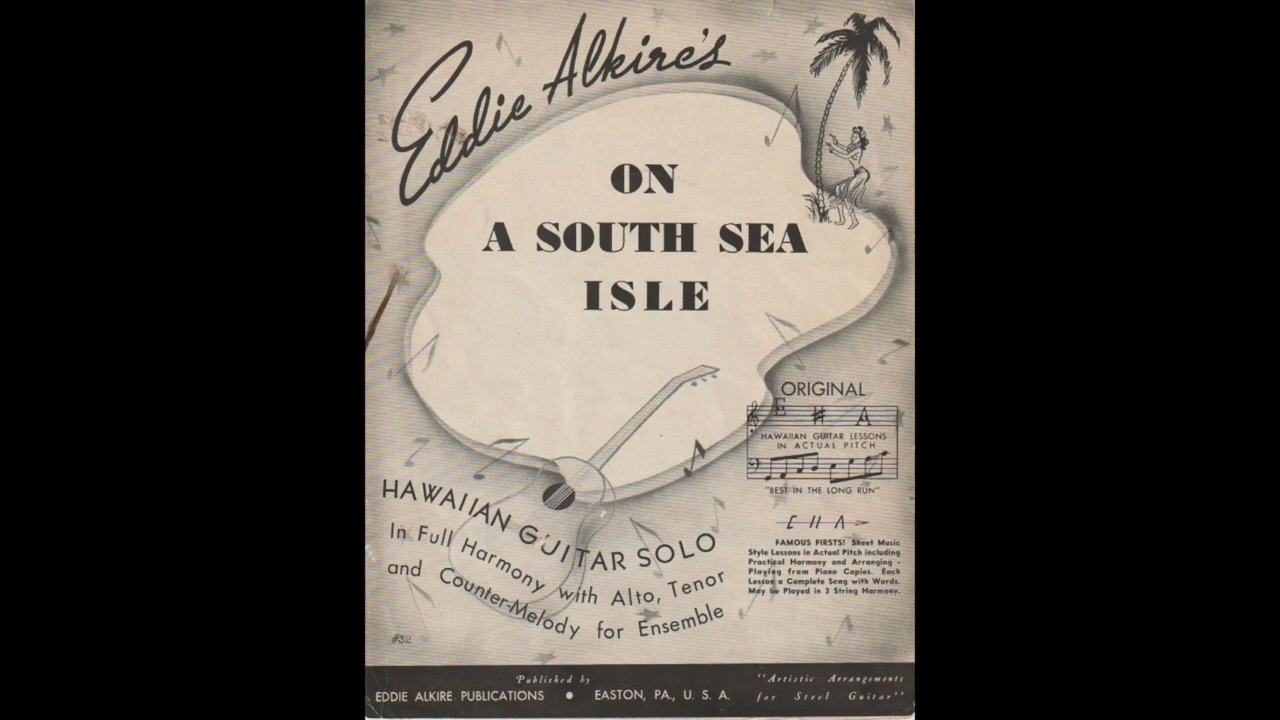 Eddie Alkire's
ON
A SOUTH SEA
ISLE
ORIGINAL
E # A
HAWAIIAN GUITAR LESSONS
IN ACTUAL PITCH
"BEST IN THE LONG RUN"
E H A
FAMOUS FIRSTS! Sheet Music
Style Lessons in Actual Pitch including
Practical Harmony and Arranging -
Playing from Piano Copies. Each
Lesson a Complete Song with Words.
May be Played in 3 String Harmony.
HAWAIIAN GUITAR SOLO
In Full Harmony with Alto, Tenor
and Counter-Melody for Ensemble
#32
Published by
EDDIE ALKIRE PUBLICATIONS • EASTON, PA., U. S. A.
"Artistic Arrangements
for Steel Guitar"